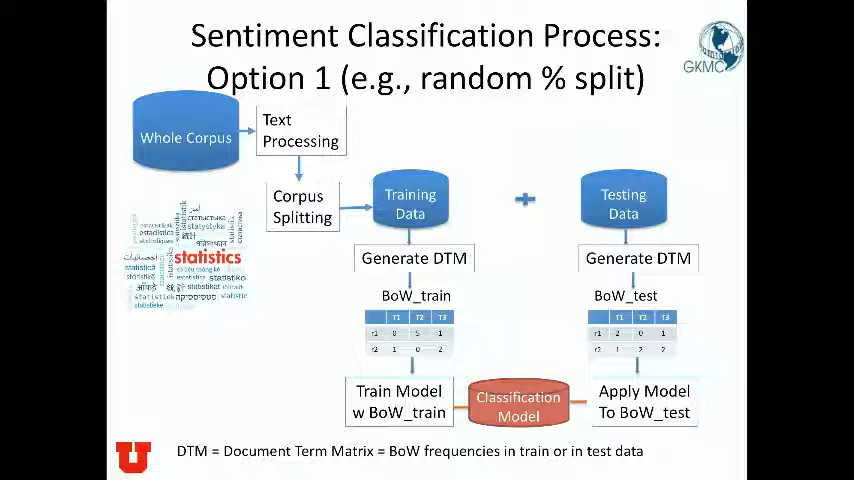 Sentiment Classification Process:
Option 1 (e.g., random % split)
GKMC
Whole Corpus
Text
Processing
Corpus
Splitting
Training
Data
Testing
Data
statistics
statistiko
Generate DTM
Generate DTM
BoW_train
BoW_test
T1 T2 T3
r1 0 5 1
r2 1 0 2
T1 T2 T3
r1 2 0 1
r2 1 2 2
Train Model
w BoW_train
Classification
Model
Apply Model
To BoW_test
U
DTM = Document Term Matrix = BoW frequencies in train or in test data